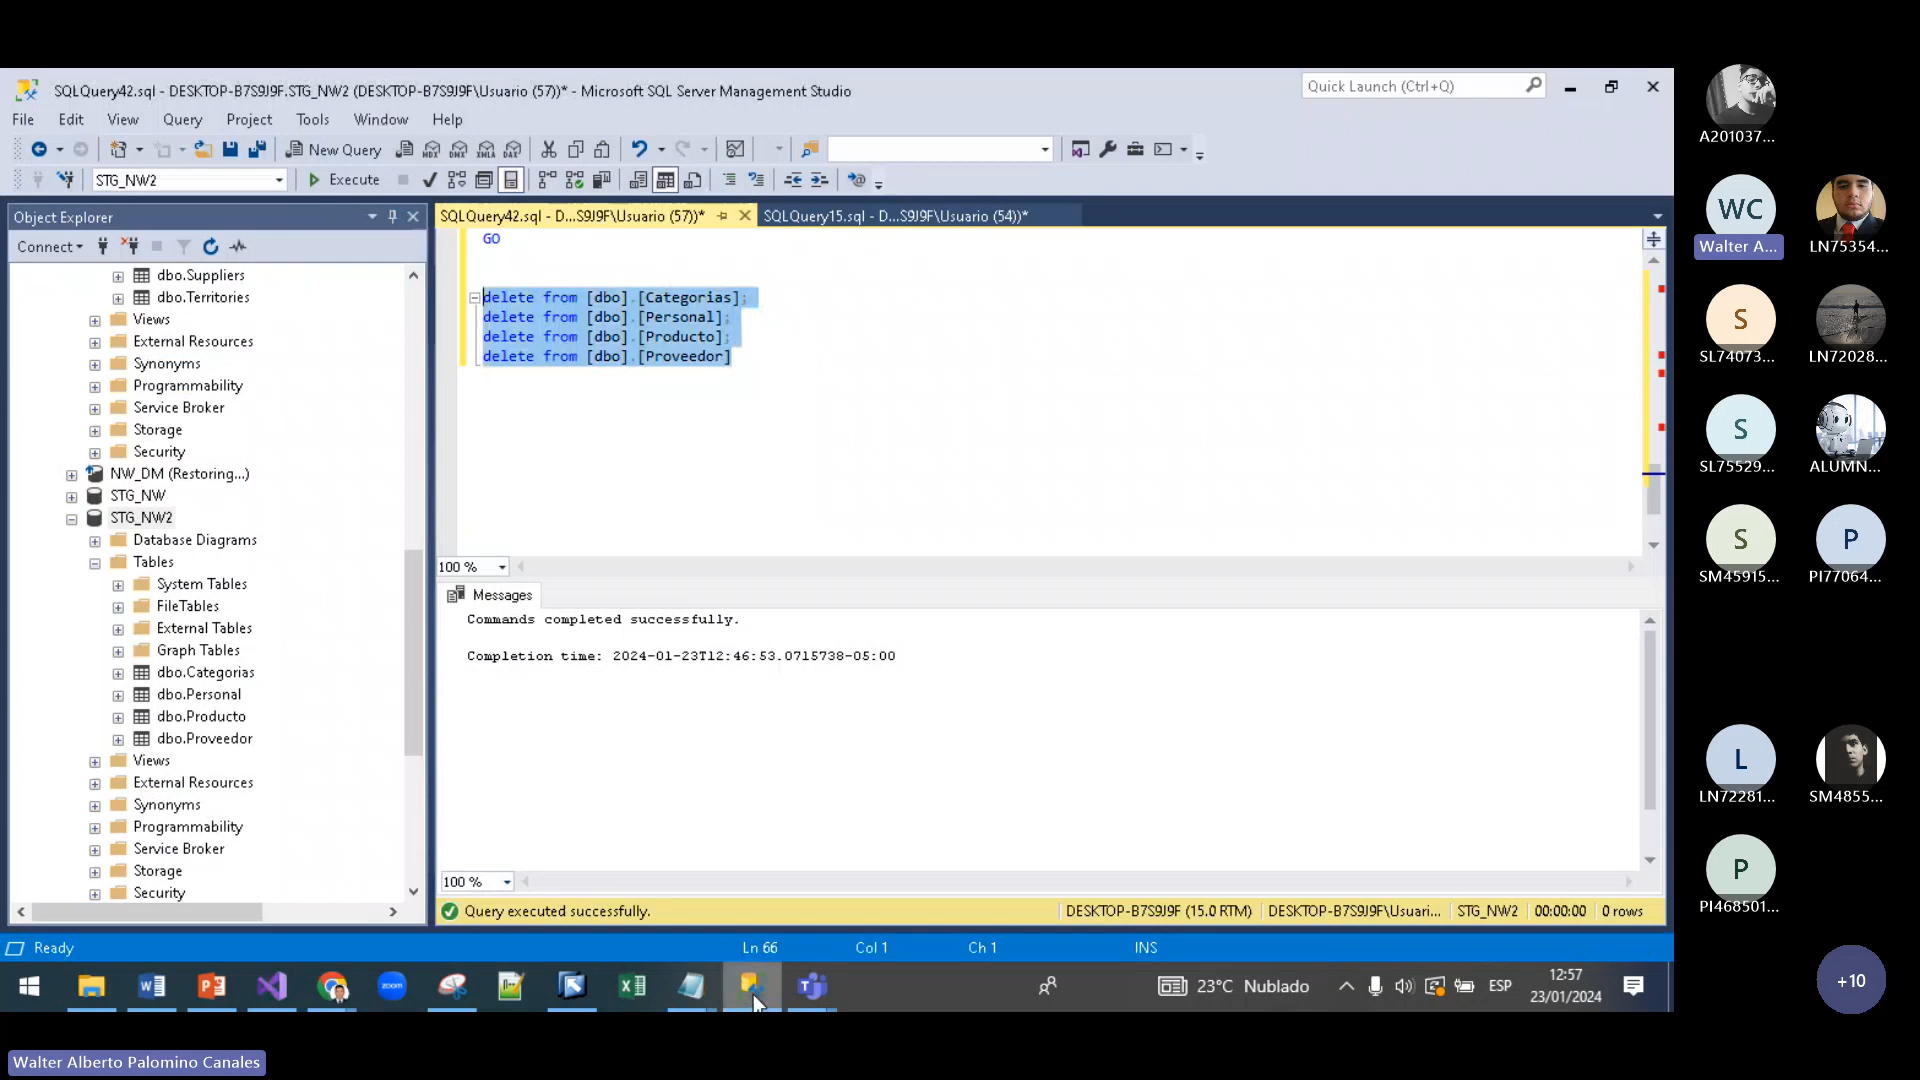 SQLQuery42.sql - DESKTOP-B7S9J9F.STG_NW2 (DESKTOP-B7S9J9F\Usuario (57))* - Microsoft SQL Server Management Studio
Quick Launch (Ctrl+Q)
File Edit View Query Project Tools Window Help
New Query
STG_NW2
Execute
Object Explorer
Connect
dbo.Suppliers
dbo.Territories
Views
External Resources
Synonyms
Programmability
Service Broker
Storage
Security
NW_DM (Restoring...)
STG_NW
STG_NW2
Database Diagrams
Tables
System Tables
FileTables
External Tables
Graph Tables
dbo.Categorias
dbo.Personal
dbo.Producto
dbo.Proveedor
Views
External Resources
Synonyms
Programmability
Service Broker
Storage
Security
SQLQuery42.sql - D...S9J9F\Usuario (57))*
SQLQuery15.sql - D...S9J9F\Usuario (54))*
GO
delete from [dbo].[Categorias];
delete from [dbo].[Personal];
delete from [dbo].[Producto];
delete from [dbo].[Proveedor]
100 %
Messages
Commands completed successfully.
Completion time: 2024-01-23T12:46:53.0715738-05:00
100 %
Query executed successfully.
DESKTOP-B7S9J9F (15.0 RTM)
DESKTOP-B7S9J9F\Usuari...
STG_NW2
00:00:00
0 rows
Ready
Ln 66
Col 1
Ch 1
INS
zoom
23°C Nublado
ESP
12:57
23/01/2024
A201037...
WC
Walter A...
LN75354...
S
SL74073...
LN72028...
S
SL75529...
ALUMN...
S
SM45915...
P
PI77064...
L
LN72281...
SM4855...
P
PI468501...
+10
Walter Alberto Palomino Canales